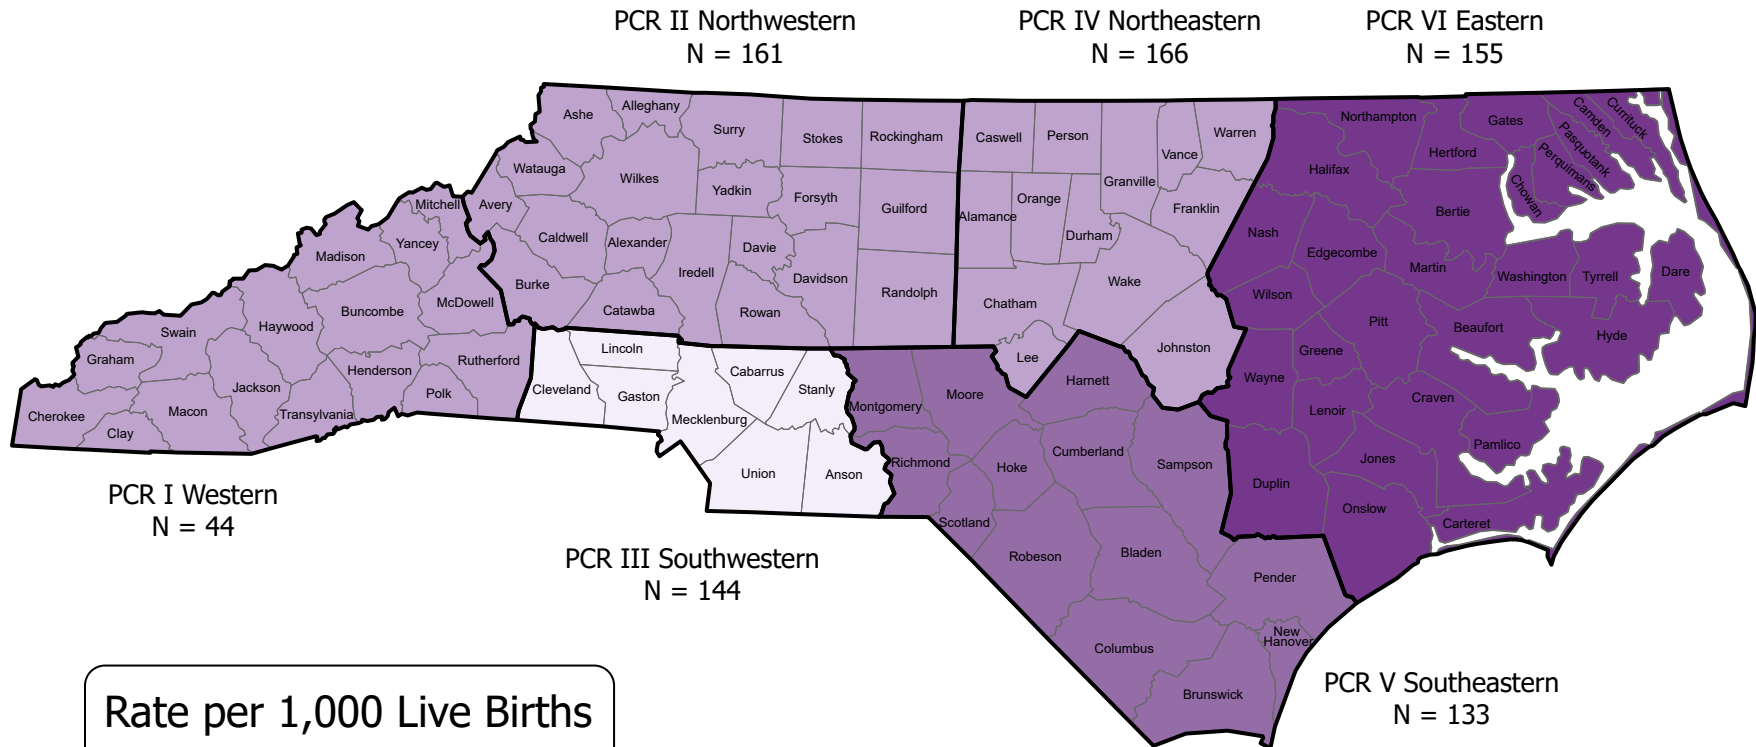 PCR II Northwestern
N = 161
PCR IV Northeastern
N = 166
PCR VI Eastern
N = 155
Ashe
Alleghany
Surry
Stokes
Rockingham
Caswell
Person
Granville
Vance
Warren
Northampton
Gates
Camden
Currituck
Pasquotank
Perquimans
Chowan
Hertford
Halifax
Bertie
Watauga
Wilkes
Yadkin
Forsyth
Guilford
Alamance
Orange
Durham
Franklin
Nash
Edgecombe
Martin
Washington
Tyrrell
Dare
Mitchell
Avery
Yancey
Madison
Caldwell
Alexander
Iredell
Davie
Davidson
Randolph
Chatham
Wake
Wilson
Pitt
Beaufort
Hyde
Burke
McDowell
Catawba
Rowan
Buncombe
Haywood
Swain
Graham
Jackson
Henderson
Rutherford
Polk
Transylvania
Macon
Cherokee
Clay
Lincoln
Cleveland
Gaston
Cabarrus
Stanly
Mecklenburg
Union
Anson
Lee
Johnston
Harnett
Moore
Montgomery
Richmond
Hoke
Cumberland
Sampson
Scotland
Robeson
Bladen
Pender
New
Hanover
Columbus
Brunswick
Wayne
Greene
Lenoir
Craven
Pamlico
Jones
Duplin
Onslow
Carteret
PCR I Western
N = 44
PCR III Southwestern
N = 144
PCR V Southeastern
N = 133
Rate per 1,000 Live Births